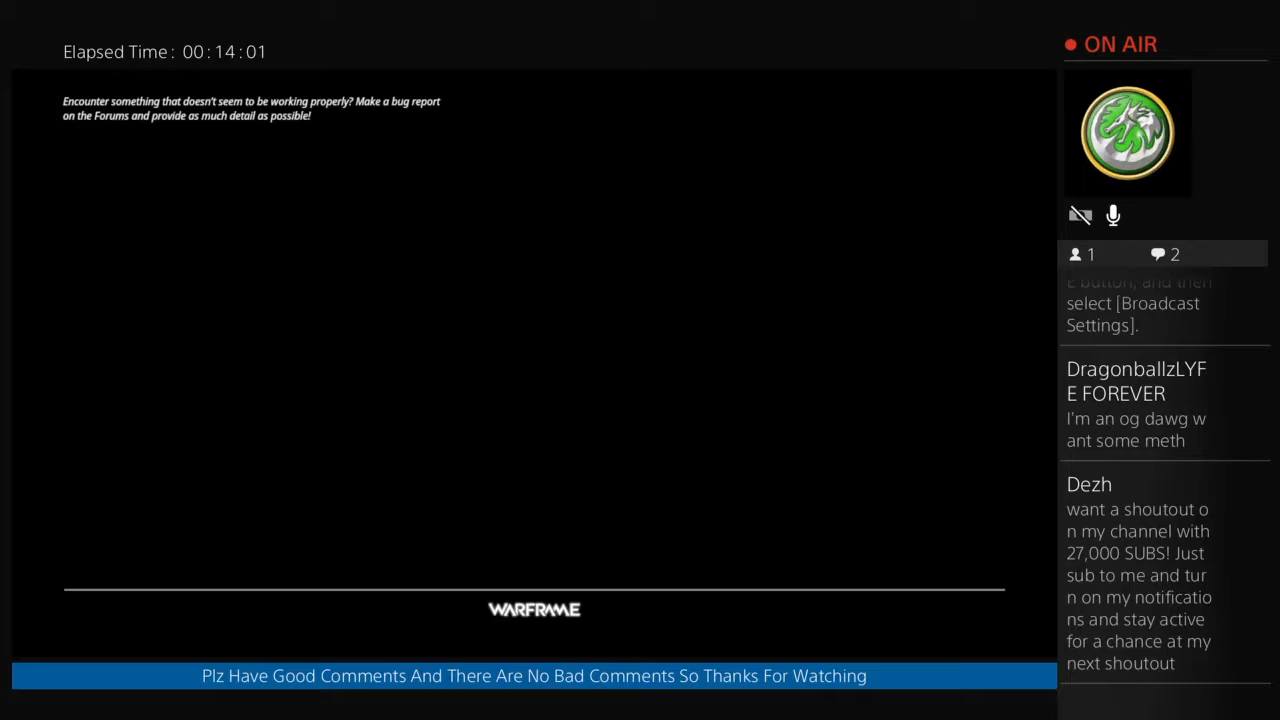 Elapsed Time: 00:14:01
ON AIR
Encounter something that doesn't seem to be working properly? Make a bug report
on the Forums and provide as much detail as possible!
1
2
E button, and then
select [Broadcast
Settings].
DragonballzLYF
E FOREVER
I'm an og dawg w
ant some meth
Dezh
want a shoutout o
n my channel with
27,000 SUBS! Just
sub to me and tur
n on my notificatio
ns and stay active
for a chance at my
next shoutout
WARFRAME
Plz Have Good Comments And There Are No Bad Comments So Thanks For Watching